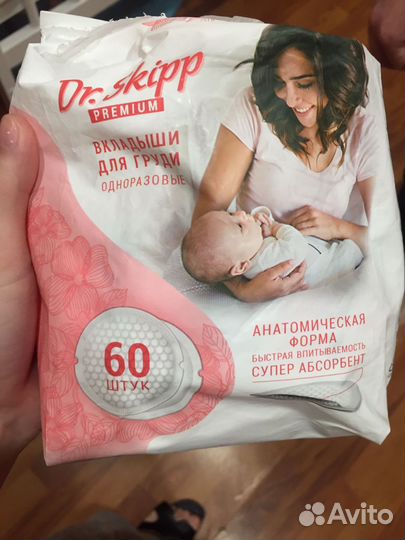 Dr. Skipp
PREMIUM
ВКЛАДЫШИ
ДЛЯ ГРУДИ
ОДНОРАЗОВЫЕ
АНАТОМИЧЕСКАЯ
ФОРМА
БЫСТРАЯ ВПИТЫВАЕМОСТЬ
СУПЕР АБСОРБЕНТ
60
ШТУК
Avito